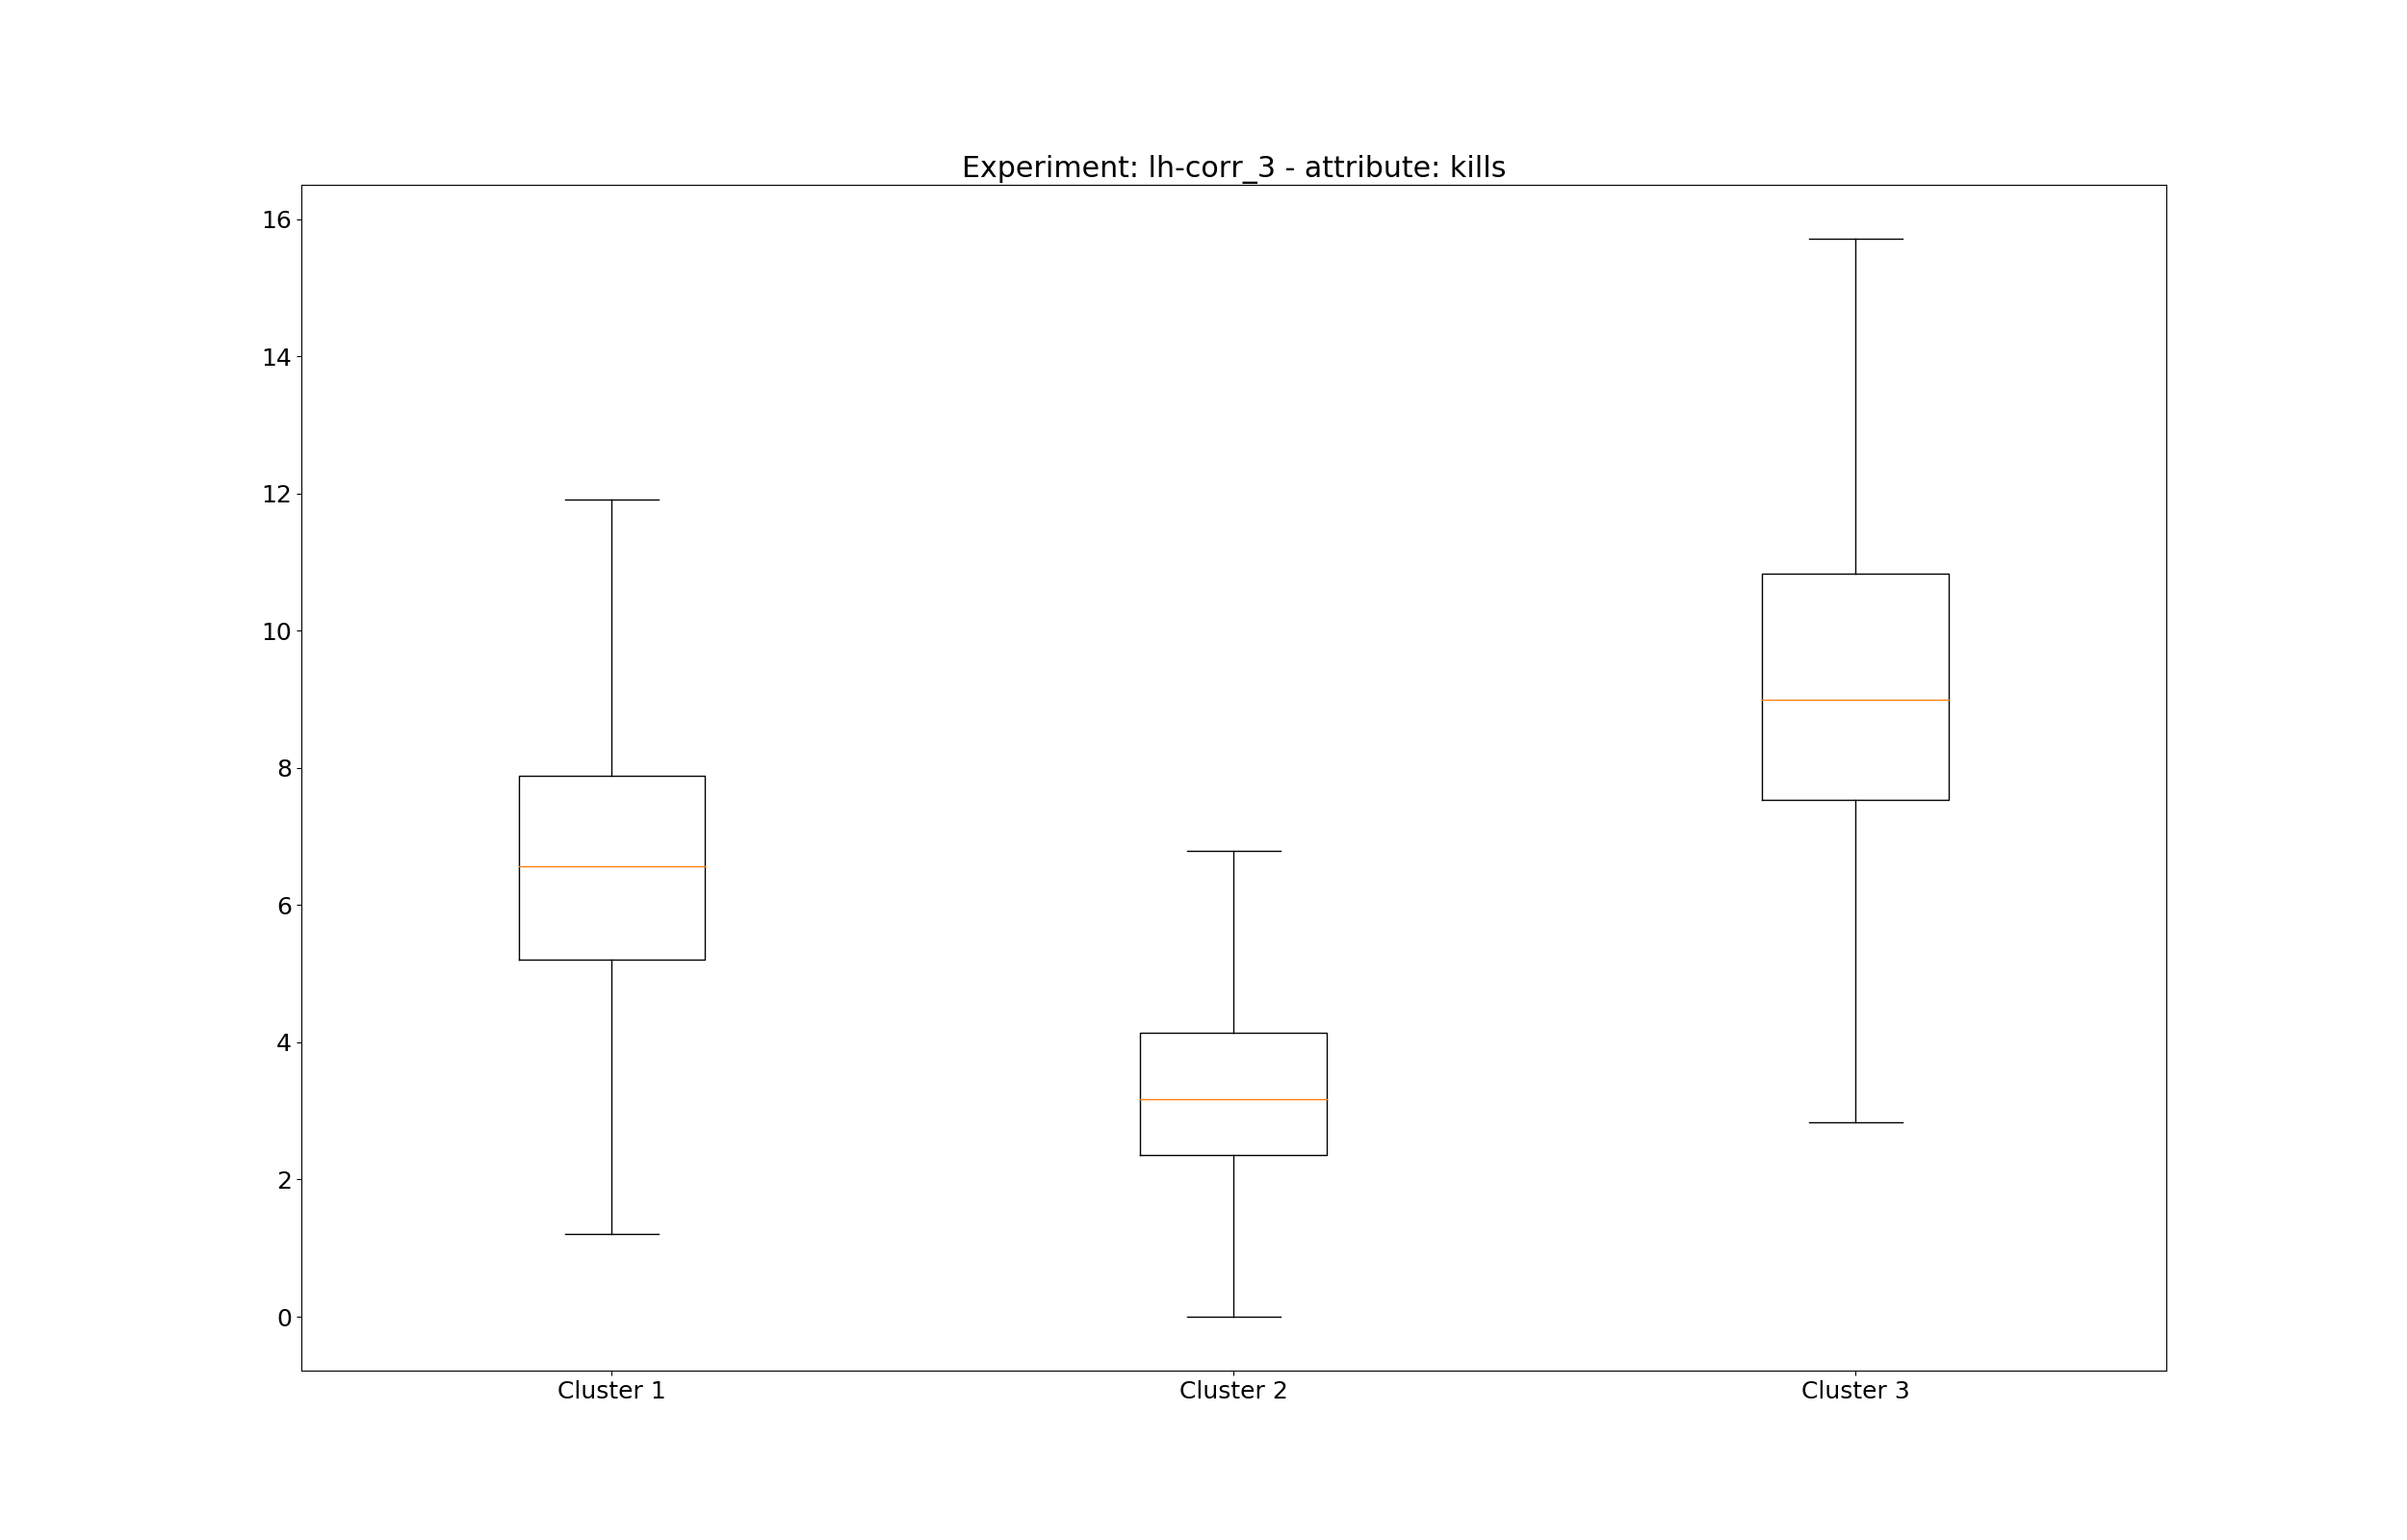 Experiment: lh-corr_3 - attribute: kills
16
14
12
10
8
6
4
2
0
Cluster 1
Cluster 2
Cluster 3